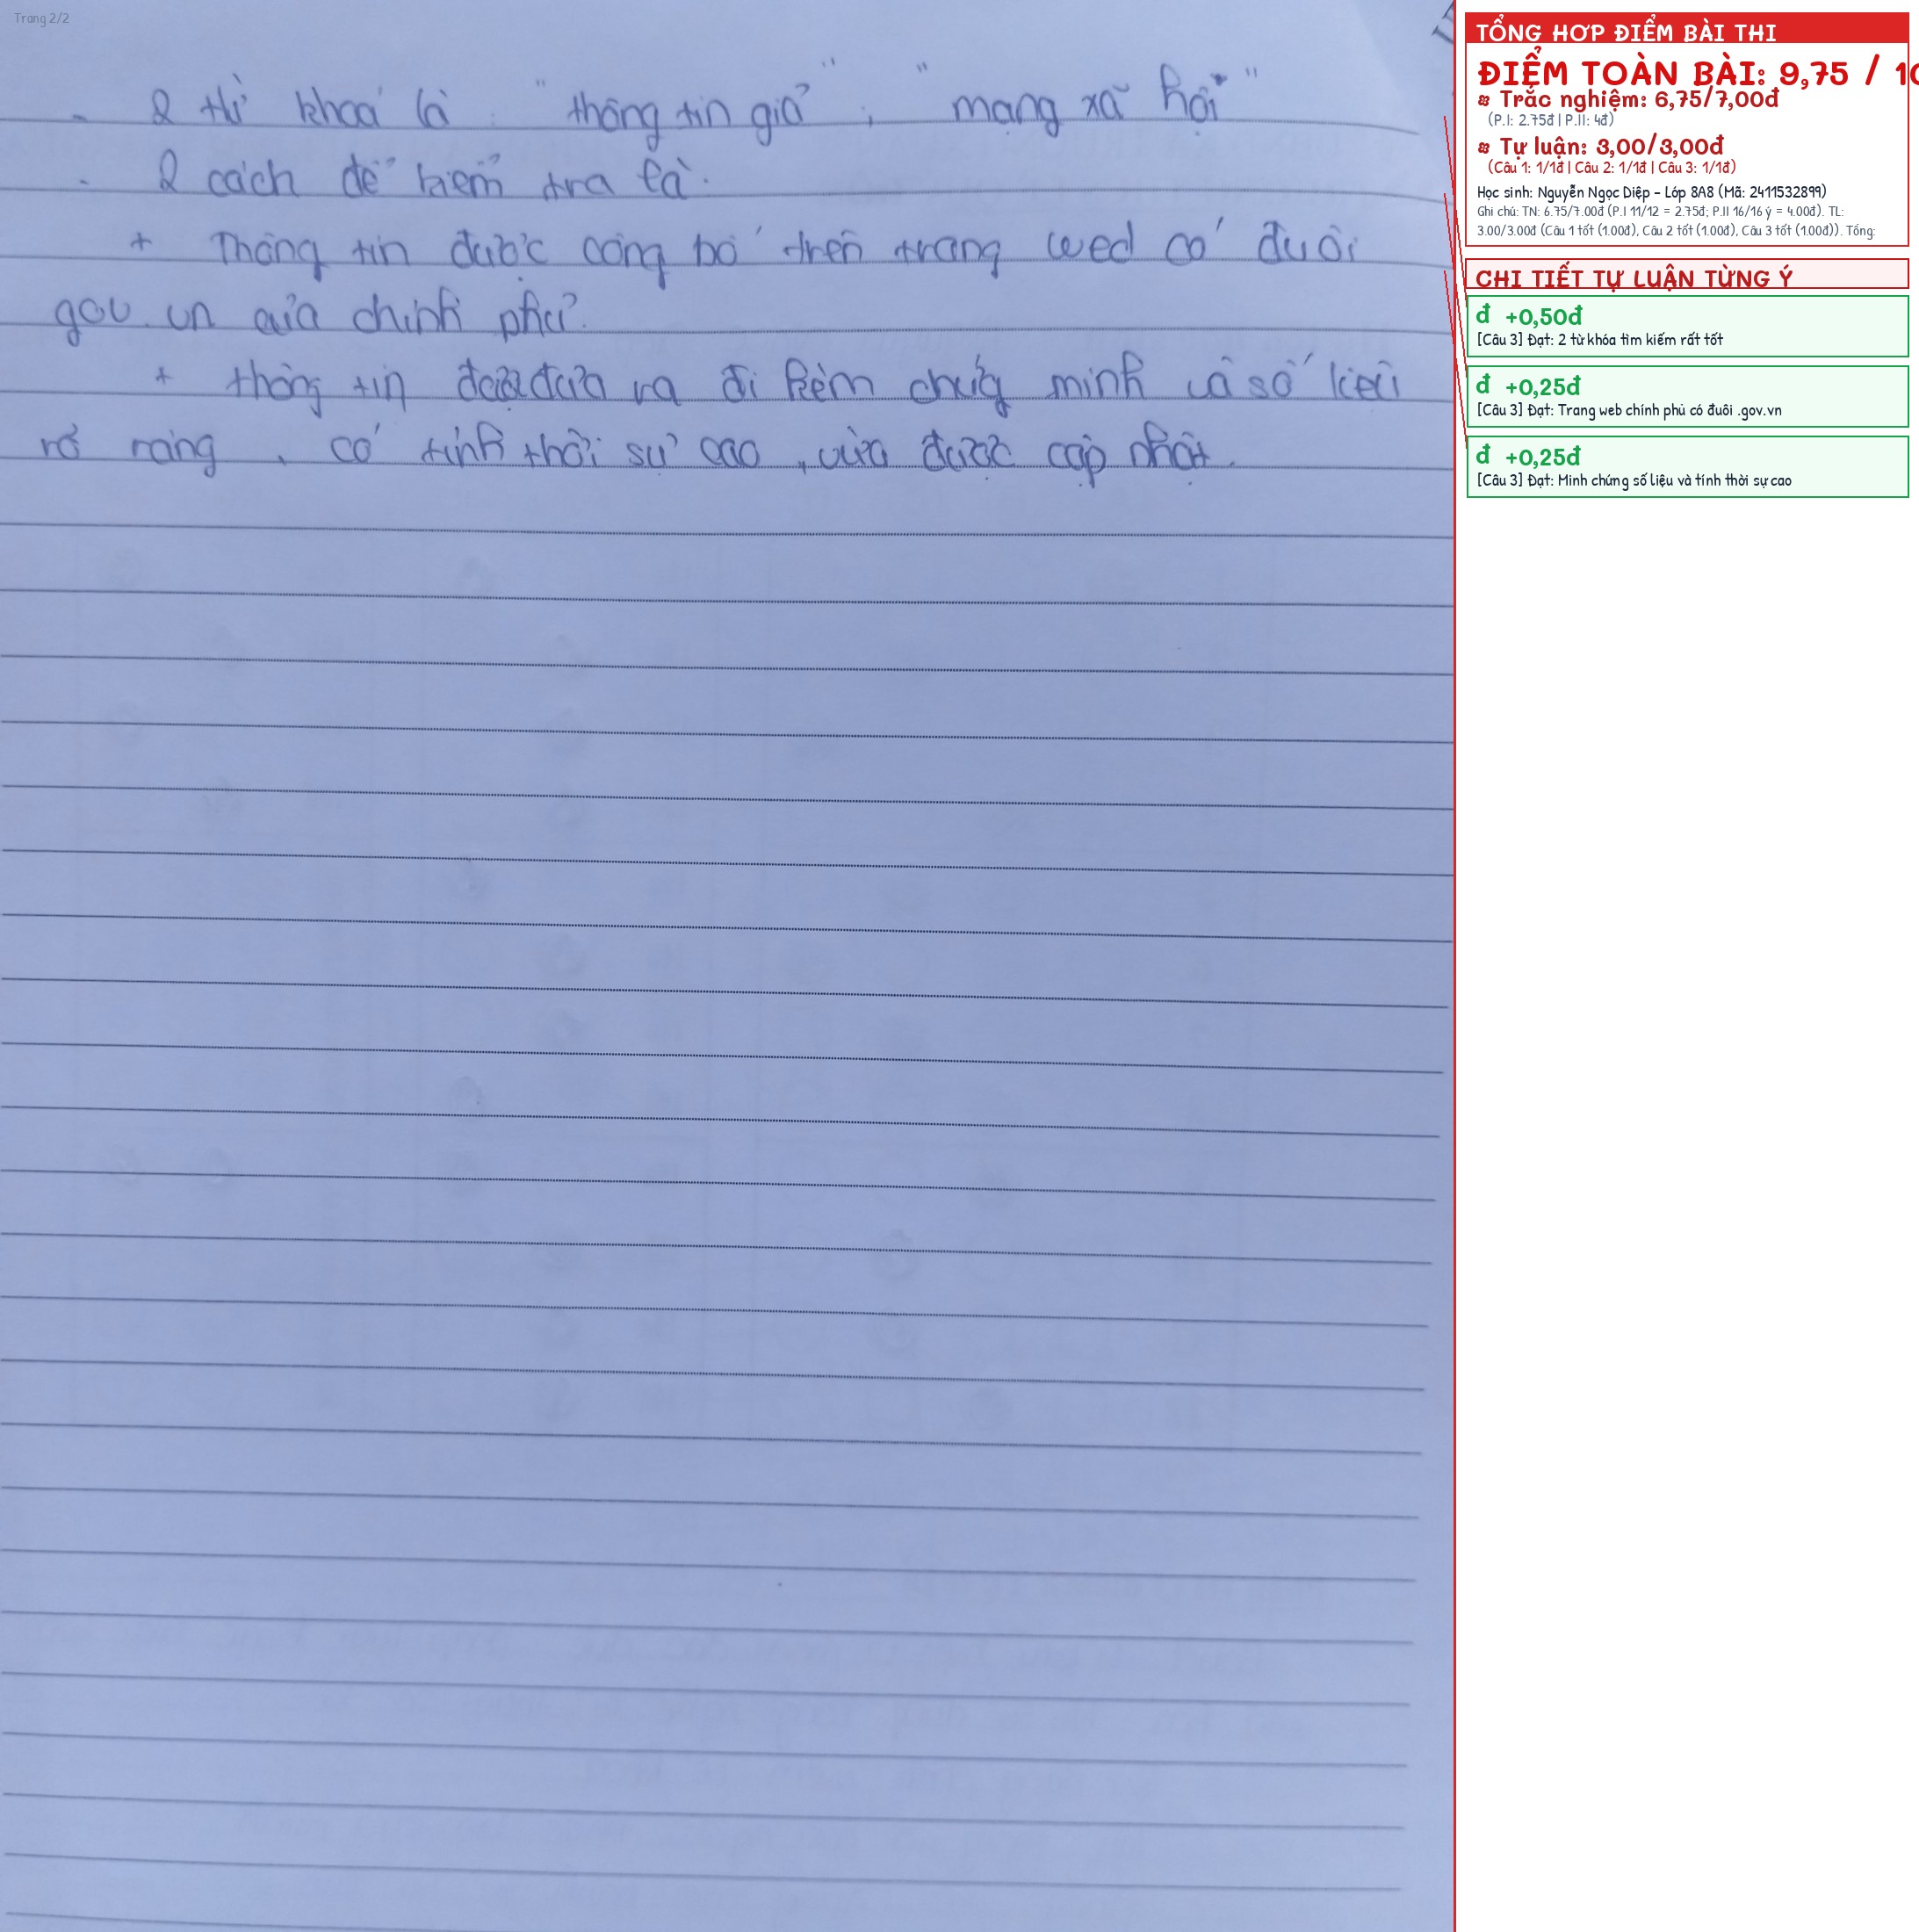 Trang 2/2
- 2 từ khoá là : "thông tin giả" ; "mạng xã hội"
- 2 cách để kiểm tra là:
+ Thông tin được công bố trên trang wed có đuôi
gov.vn của chính phủ.
+ thông tin được đưa ra đi kèm chứng minh và số liệu
rõ ràng , có tính thời sự cao , vừa được cập nhật.
TỔNG HỢP ĐIỂM BÀI THI
ĐIỂM TOÀN BÀI: 9,75 / 10
Trắc nghiệm: 6,75/7,00đ
(P.I: 2.75đ | P.II: 4đ)
Tự luận: 3,00/3,00đ
(Câu 1: 1/1đ | Câu 2: 1/1đ | Câu 3: 1/1đ)
Học sinh: Nguyễn Ngọc Diệp - Lớp 8A8 (Mã: 2411532899)
Ghi chú: TN: 6.75/7.00đ (P.I 11/12 = 2.75đ; P.II 16/16 ý = 4.00đ). TL:
3.00/3.00đ (Câu 1 tốt (1.00đ), Câu 2 tốt (1.00đ), Câu 3 tốt (1.00đ)). Tổng:
CHI TIẾT TỰ LUẬN TỪNG Ý
đ +0,50đ
[Câu 3] Đạt: 2 từ khóa tìm kiếm rất tốt
đ +0,25đ
[Câu 3] Đạt: Trang web chính phủ có đuôi .gov.vn
đ +0,25đ
[Câu 3] Đạt: Minh chứng số liệu và tính thời sự cao